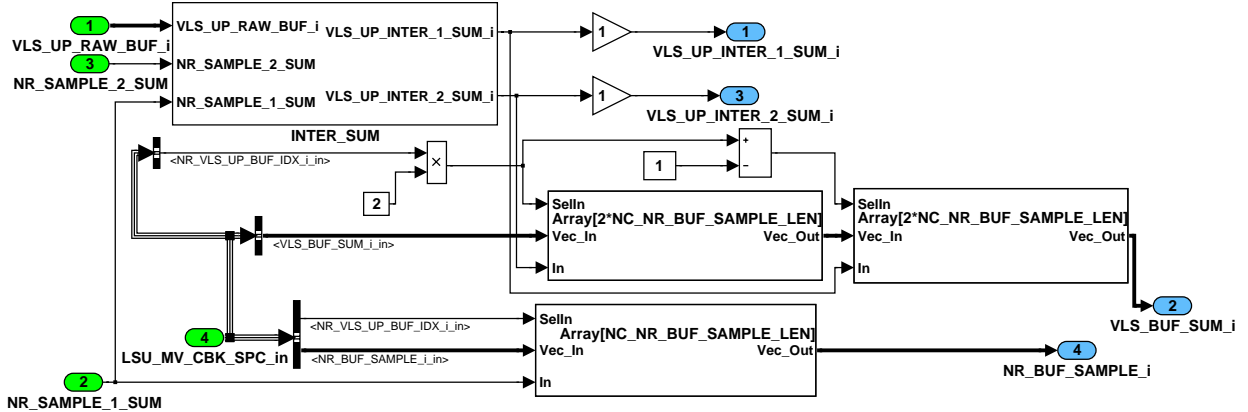 1
VLS_UP_RAW_BUF_i
3
NR_SAMPLE_2_SUM
VLS_UP_RAW_BUF_i
NR_SAMPLE_2_SUM
NR_SAMPLE_1_SUM
VLS_UP_INTER_1_SUM_i
VLS_UP_INTER_2_SUM_i
INTER_SUM
1
1
VLS_UP_INTER_1_SUM_i
1
3
VLS_UP_INTER_2_SUM_i
<NR_VLS_UP_BUF_IDX_i_in>
×
2
1
+
−
<VLS_BUF_SUM_i_in>
SelIn
Array[2*NC_NR_BUF_SAMPLE_LEN]
Vec_In
Vec_Out
In
SelIn
Array[2*NC_NR_BUF_SAMPLE_LEN]
Vec_In
Vec_Out
In
2
VLS_BUF_SUM_i
4
LSU_MV_CBK_SPC_in
<NR_VLS_UP_BUF_IDX_i_in>
<NR_BUF_SAMPLE_i_in>
SelIn
Array[NC_NR_BUF_SAMPLE_LEN]
Vec_In
Vec_Out
In
4
NR_BUF_SAMPLE_i
2
NR_SAMPLE_1_SUM